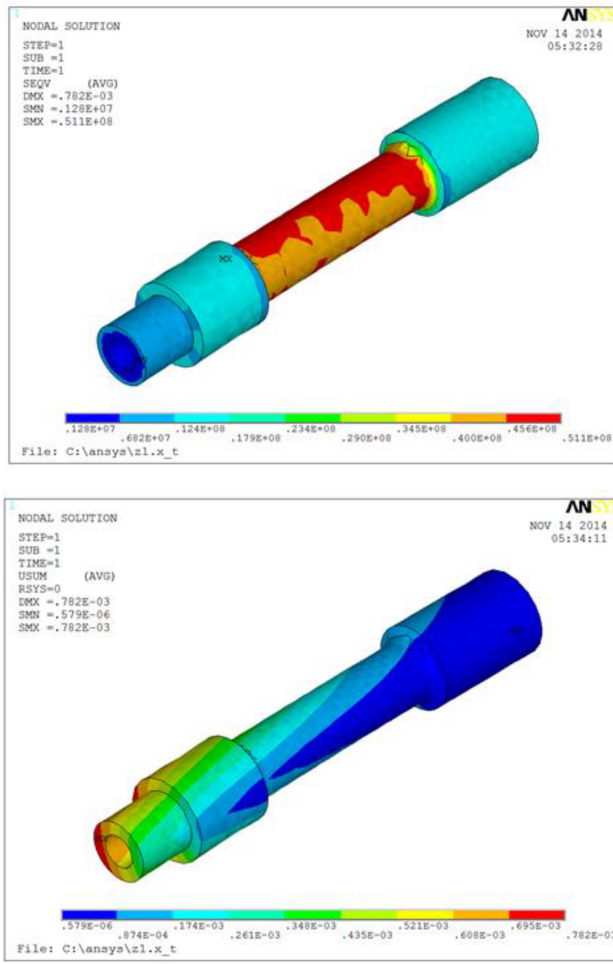 1
ANSYS
NODAL SOLUTION
NOV 14 2014
05:32:28
STEP=1
SUB =1
TIME=1
SEQV (AVG)
DMX =.782E-03
SMN =.128E+07
SMX =.511E+08
MX
.128E+07 .682E+07 .124E+08 .179E+08 .234E+08 .290E+08 .345E+08 .400E+08 .456E+08 .511E+08
File: C:\ansys\z1.x_t
1
ANSYS
NODAL SOLUTION
NOV 14 2014
05:34:11
STEP=1
SUB =1
TIME=1
USUM (AVG)
RSYS=0
DMX =.782E-03
SMN =.579E-06
SMX =.782E-03
.579E-06 .874E-04 .174E-03 .261E-03 .348E-03 .435E-03 .521E-03 .608E-03 .695E-03 .782E-03
File: C:\ansys\z1.x_t